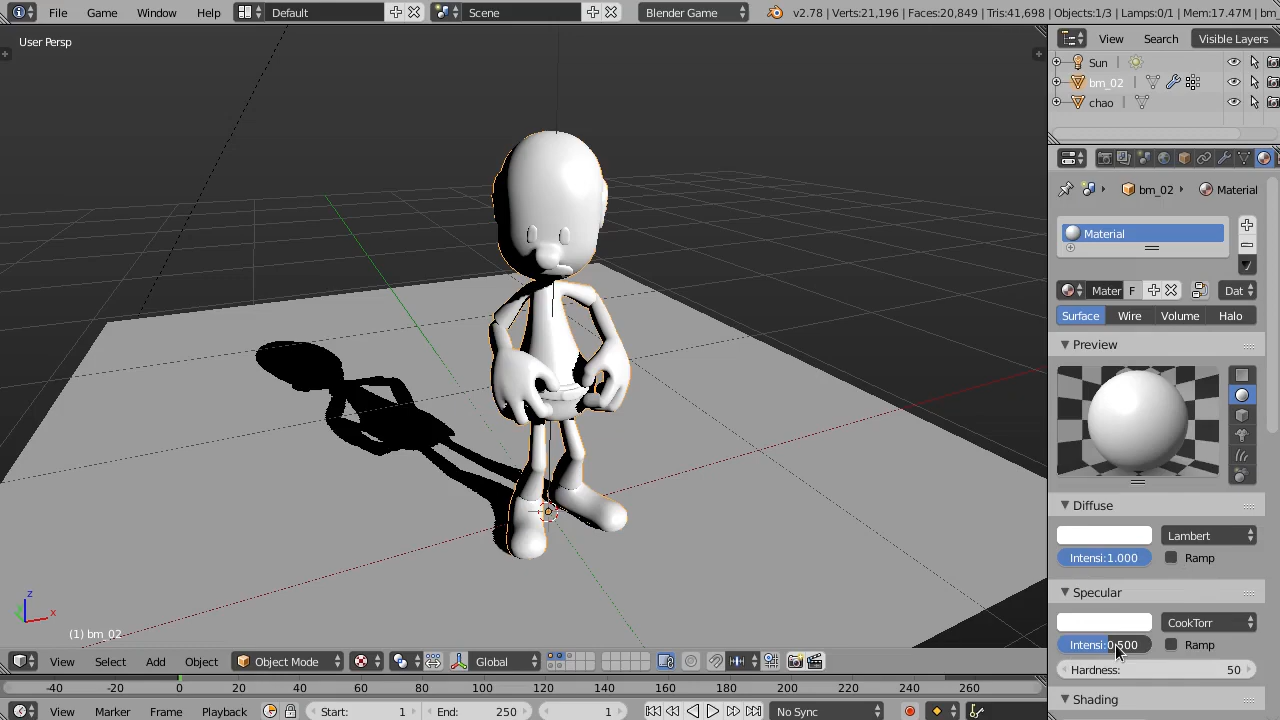 File Game Window Help Default Scene Blender Game v2.78 | Verts:21,196 | Faces:20,849 | Tris:41,698 | Objects:1/3 | Lamps:0/1 | Mem:17.47M | bm
User Persp
View Search Visible Layers
Sun
bm_02
chao
bm_02 Material
Material
Mater F Dat
Surface Wire Volume Halo
Preview
Diffuse
Lambert
Intensi:1.000 Ramp
Specular
CookTorr
Intensi:0.500 Ramp
Hardness: 50
Shading
z
x
(1) bm_02
View Select Add Object Object Mode Global
-40 -20 0 20 40 60 80 100 120 140 160 180 200 220 240 260
View Marker Frame Playback Start: 1 End: 250 1 No Sync